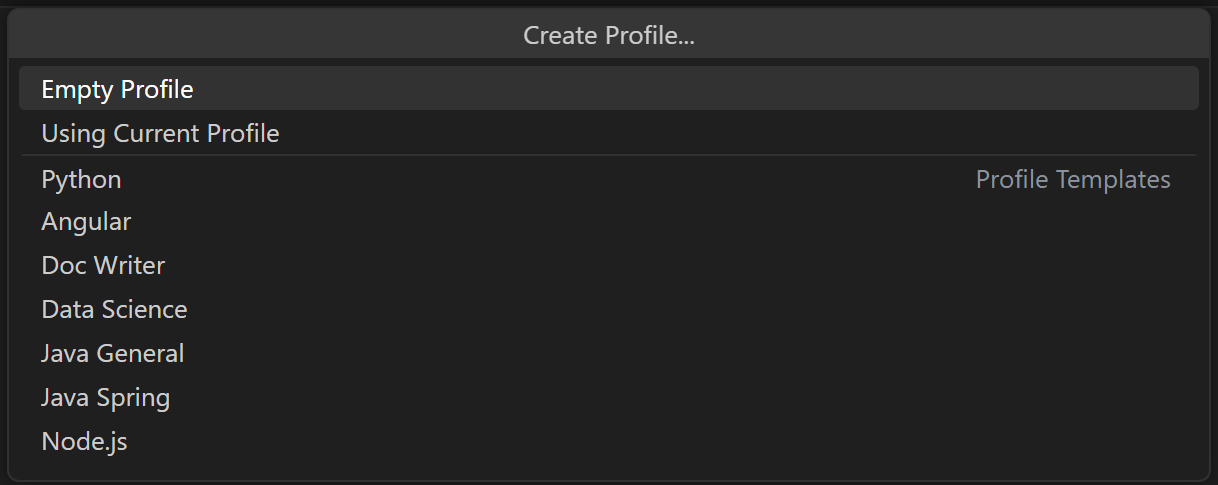 Create Profile...
Empty Profile
Using Current Profile
Python Profile Templates
Angular
Doc Writer
Data Science
Java General
Java Spring
Node.js